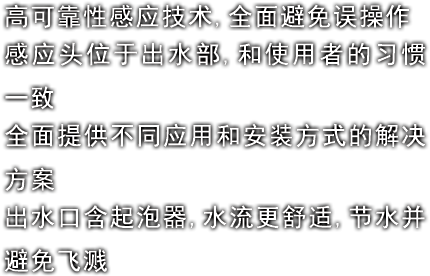 高可靠性感应技术,全面避免误操作
感应头位于出水部,和使用者的习惯
一致
全面提供不同应用和安装方式的解决
方案
出水口含起泡器,水流更舒适,节水并
避免飞溅